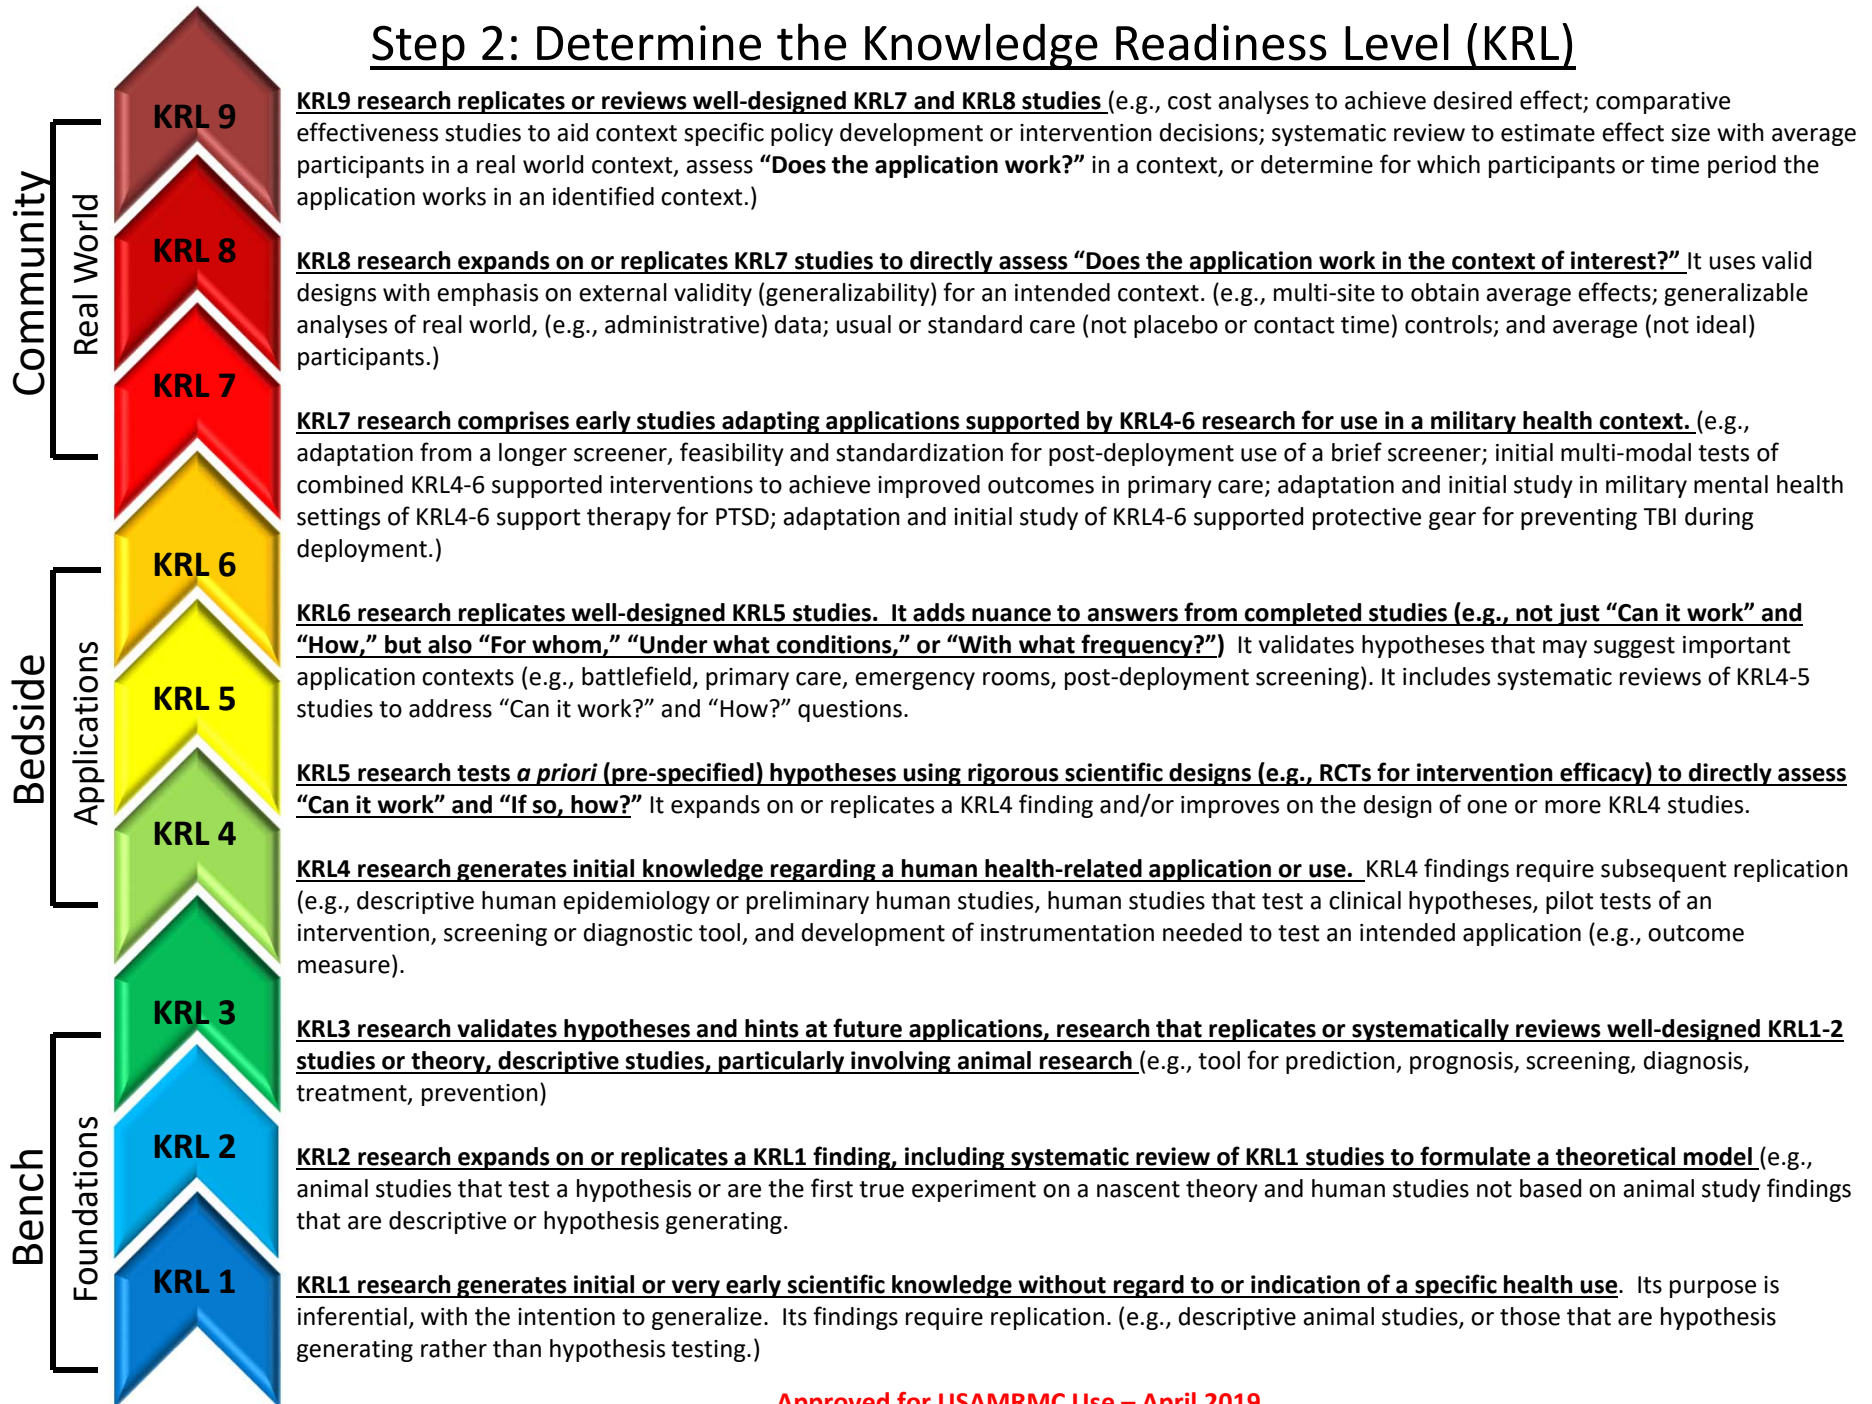 Step 2: Determine the Knowledge Readiness Level (KRL)
Community
Real World
KRL 9
KRL 8
KRL 7
KRL9 research replicates or reviews well-designed KRL7 and KRL8 studies (e.g., cost analyses to achieve desired effect; comparative
effectiveness studies to aid context specific policy development or intervention decisions; systematic review to estimate effect size with average
participants in a real world context, assess “Does the application work?” in a context, or determine for which participants or time period the
application works in an identified context.)
KRL8 research expands on or replicates KRL7 studies to directly assess “Does the application work in the context of interest?” It uses valid
designs with emphasis on external validity (generalizability) for an intended context. (e.g., multi-site to obtain average effects; generalizable
analyses of real world, (e.g., administrative) data; usual or standard care (not placebo or contact time) controls; and average (not ideal)
participants.)
KRL7 research comprises early studies adapting applications supported by KRL4-6 research for use in a military health context. (e.g.,
adaptation from a longer screener, feasibility and standardization for post-deployment use of a brief screener; initial multi-modal tests of
combined KRL4-6 supported interventions to achieve improved outcomes in primary care; adaptation and initial study in military mental health
settings of KRL4-6 support therapy for PTSD; adaptation and initial study of KRL4-6 supported protective gear for preventing TBI during
deployment.)
Bedside
Applications
KRL 6
KRL 5
KRL 4
KRL6 research replicates well-designed KRL5 studies.  It adds nuance to answers from completed studies (e.g., not just “Can it work” and
“How,” but also “For whom,” “Under what conditions,” or “With what frequency?”)  It validates hypotheses that may suggest important
application contexts (e.g., battlefield, primary care, emergency rooms, post-deployment screening). It includes systematic reviews of KRL4-5
studies to address “Can it work?” and “How?” questions.
KRL5 research tests a priori (pre-specified) hypotheses using rigorous scientific designs (e.g., RCTs for intervention efficacy) to directly assess
“Can it work” and “If so, how?” It expands on or replicates a KRL4 finding and/or improves on the design of one or more KRL4 studies.
KRL4 research generates initial knowledge regarding a human health-related application or use.  KRL4 findings require subsequent replication
(e.g., descriptive human epidemiology or preliminary human studies, human studies that test a clinical hypotheses, pilot tests of an
intervention, screening or diagnostic tool, and development of instrumentation needed to test an intended application (e.g., outcome
measure).
Bench
Foundations
KRL 3
KRL 2
KRL 1
KRL3 research validates hypotheses and hints at future applications, research that replicates or systematically reviews well-designed KRL1-2
studies or theory, descriptive studies, particularly involving animal research (e.g., tool for prediction, prognosis, screening, diagnosis,
treatment, prevention)
KRL2 research expands on or replicates a KRL1 finding, including systematic review of KRL1 studies to formulate a theoretical model (e.g.,
animal studies that test a hypothesis or are the first true experiment on a nascent theory and human studies not based on animal study findings
that are descriptive or hypothesis generating.
KRL1 research generates initial or very early scientific knowledge without regard to or indication of a specific health use.  Its purpose is
inferential, with the intention to generalize.  Its findings require replication. (e.g., descriptive animal studies, or those that are hypothesis
generating rather than hypothesis testing.)
Approved for USAMRMC Use – April 2019